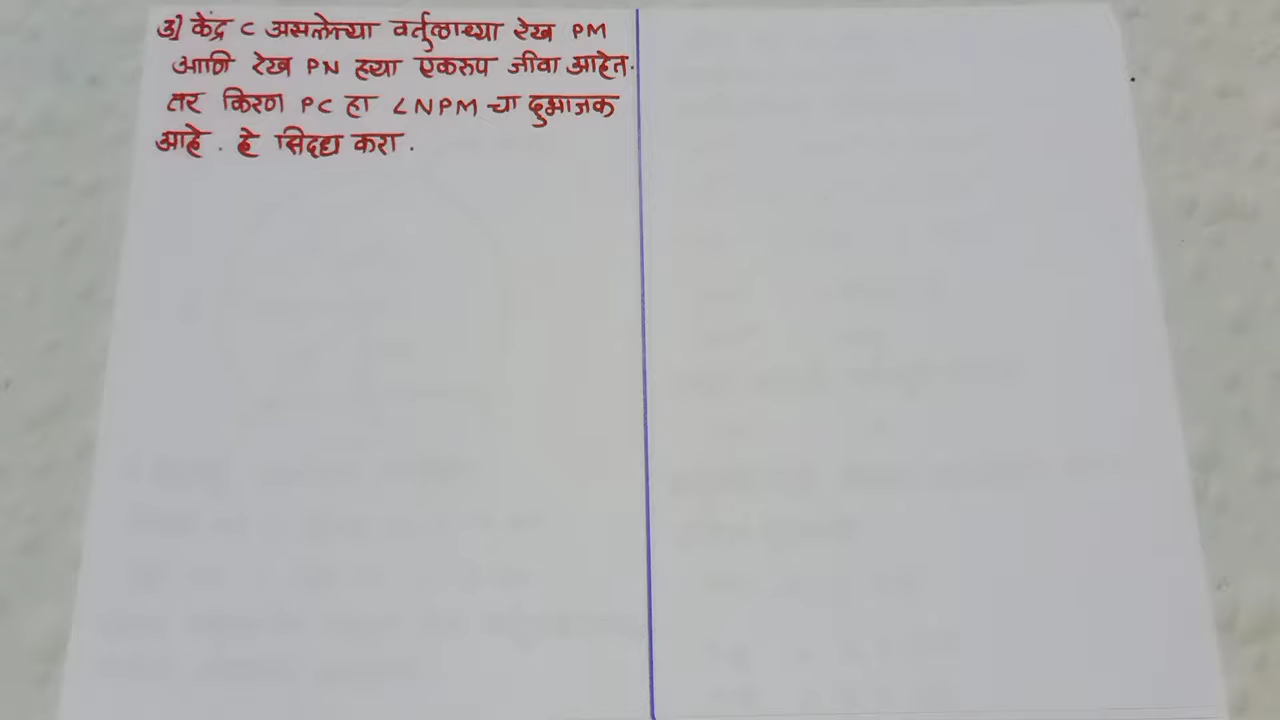 3) केंद्र C असलेल्या वर्तुळाच्या रेख PM
आणि रेख PN ह्या एकरुप जीवा आहेत.
तर किरण PC हा ∠NPM चा दुभाजक
आहे. हे सिद्ध करा.